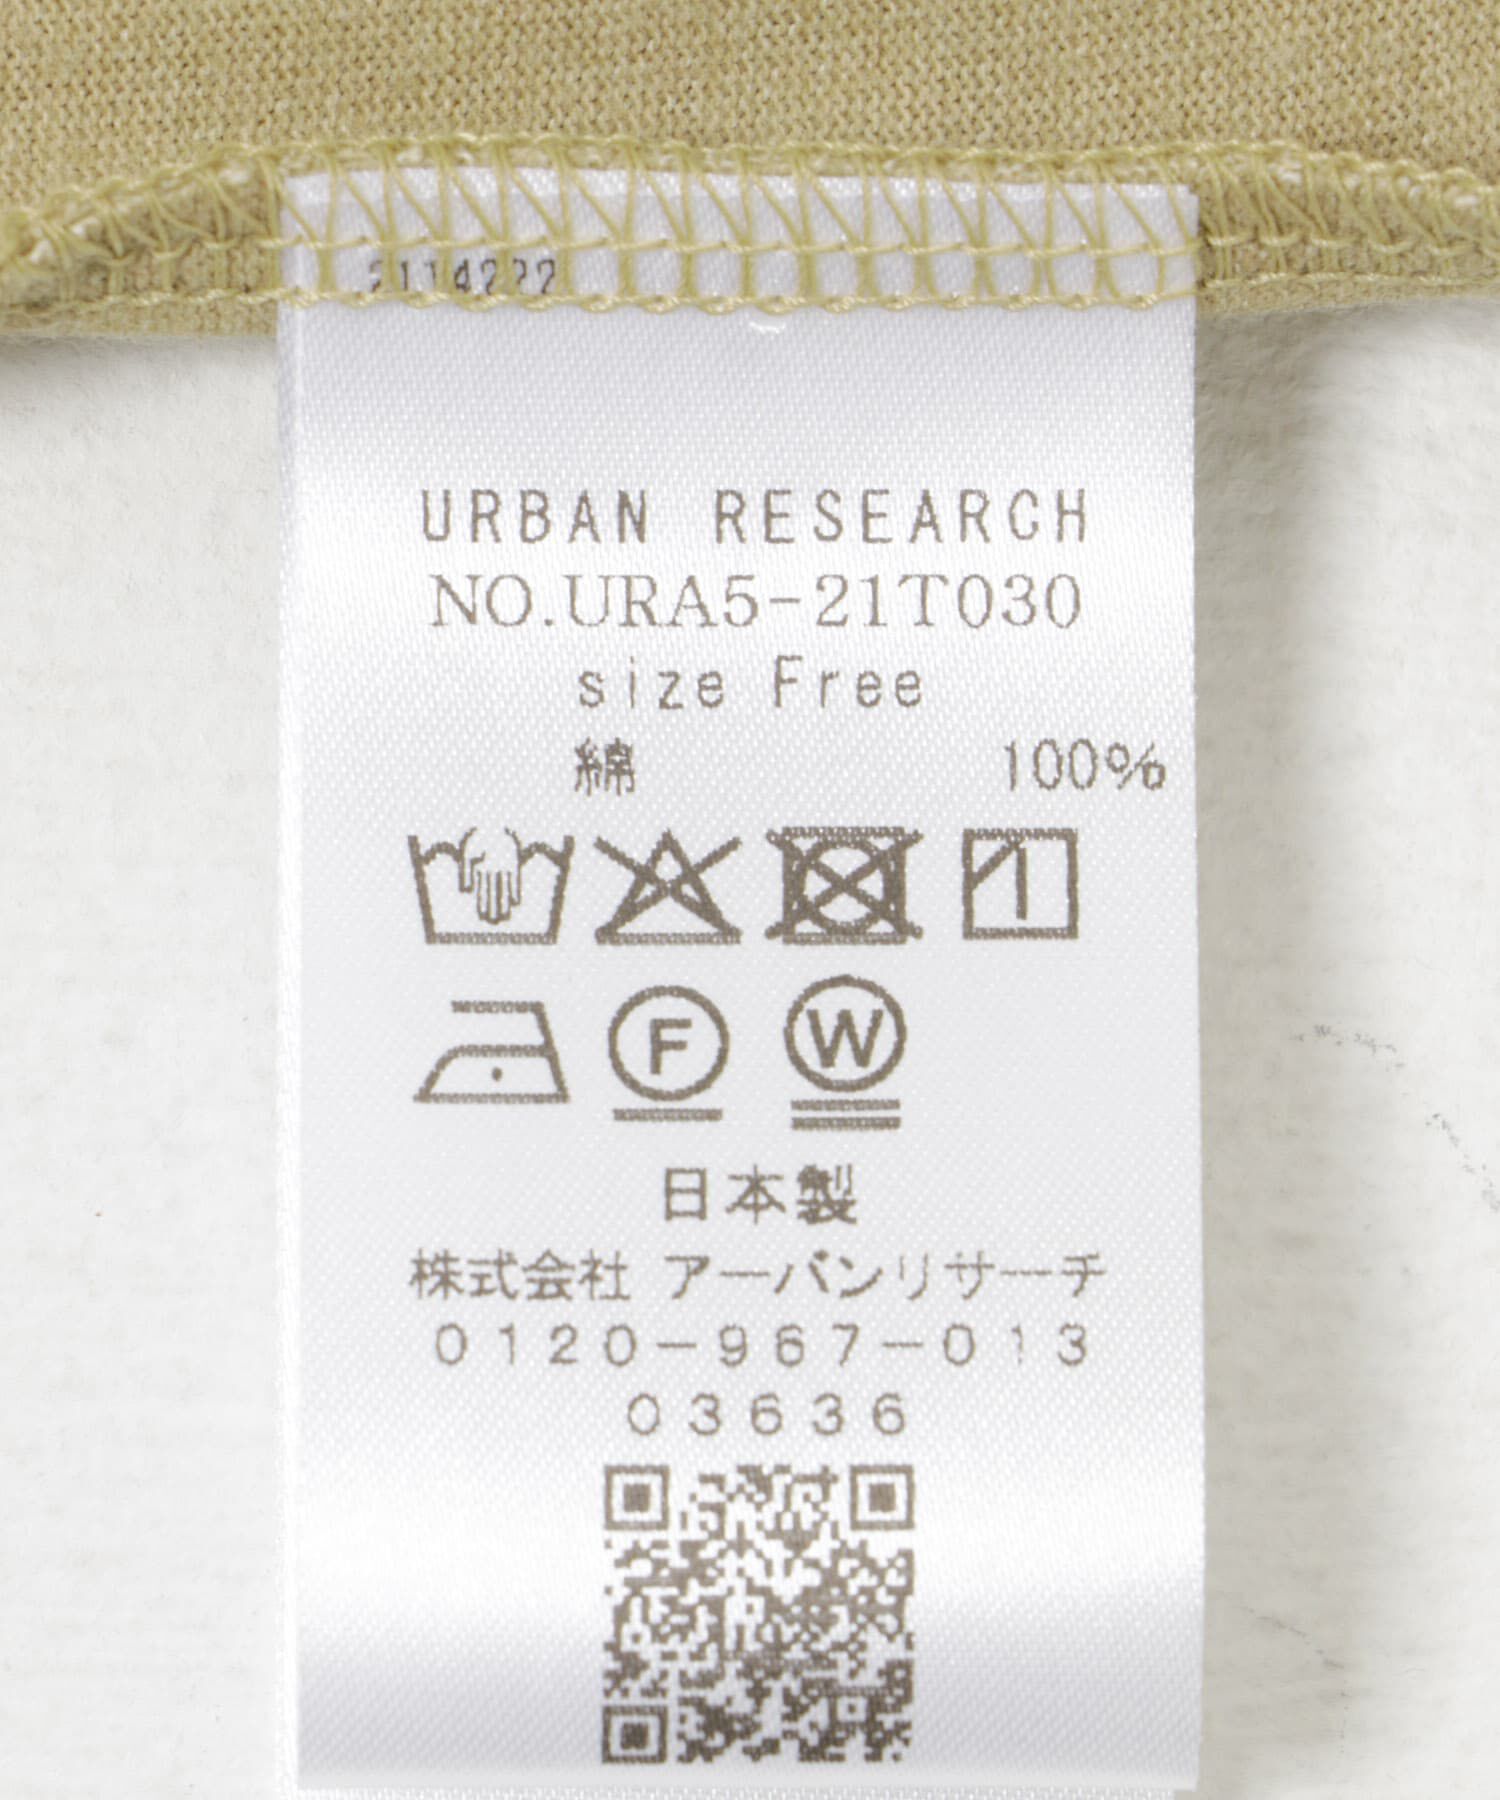 URBAN RESEARCH
NO.URA5-21T030
size Free
綿 100%
F W
日本製
株式会社 アーバンリサーチ
0120-967-013
03636